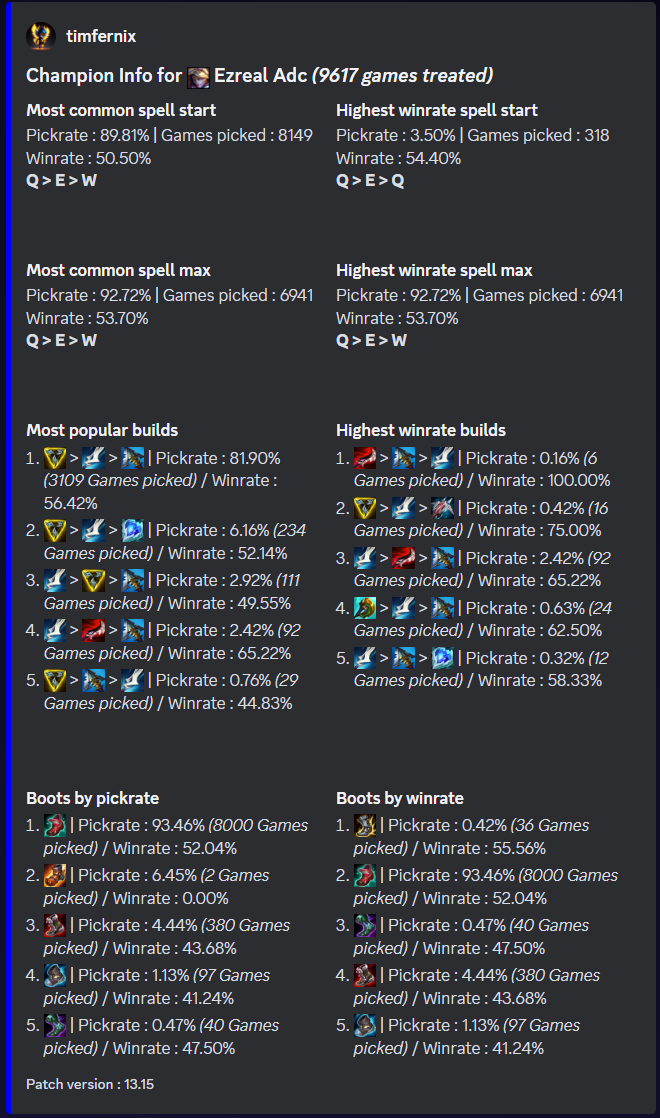 timfernix
Champion Info for Ezreal Adc (9617 games treated)
Most common spell start
Pickrate : 89.81% | Games picked : 8149
Winrate : 50.50%
Q > E > W
Highest winrate spell start
Pickrate : 3.50% | Games picked : 318
Winrate : 54.40%
Q > E > Q
Most common spell max
Pickrate : 92.72% | Games picked : 6941
Winrate : 53.70%
Q > E > W
Highest winrate spell max
Pickrate : 92.72% | Games picked : 6941
Winrate : 53.70%
Q > E > W
Most popular builds
1. > > | Pickrate : 81.90%
(3109 Games picked) / Winrate :
56.42%
2. > > | Pickrate : 6.16% (234
Games picked) / Winrate : 52.14%
3. > > | Pickrate : 2.92% (111
Games picked) / Winrate : 49.55%
4. > > | Pickrate : 2.42% (92
Games picked) / Winrate : 65.22%
5. > > | Pickrate : 0.76% (29
Games picked) / Winrate : 44.83%
Highest winrate builds
1. > > | Pickrate : 0.16% (6
Games picked) / Winrate : 100.00%
2. > > | Pickrate : 0.42% (16
Games picked) / Winrate : 75.00%
3. > > | Pickrate : 2.42% (92
Games picked) / Winrate : 65.22%
4. > > | Pickrate : 0.63% (24
Games picked) / Winrate : 62.50%
5. > > | Pickrate : 0.32% (12
Games picked) / Winrate : 58.33%
Boots by pickrate
1. | Pickrate : 93.46% (8000 Games
picked) / Winrate : 52.04%
2. | Pickrate : 6.45% (2 Games
picked) / Winrate : 0.00%
3. | Pickrate : 4.44% (380 Games
picked) / Winrate : 43.68%
4. | Pickrate : 1.13% (97 Games
picked) / Winrate : 41.24%
5. | Pickrate : 0.47% (40 Games
picked) / Winrate : 47.50%
Boots by winrate
1. | Pickrate : 0.42% (36 Games
picked) / Winrate : 55.56%
2. | Pickrate : 93.46% (8000 Games
picked) / Winrate : 52.04%
3. | Pickrate : 0.47% (40 Games
picked) / Winrate : 47.50%
4. | Pickrate : 4.44% (380 Games
picked) / Winrate : 43.68%
5. | Pickrate : 1.13% (97 Games
picked) / Winrate : 41.24%
Patch version : 13.15